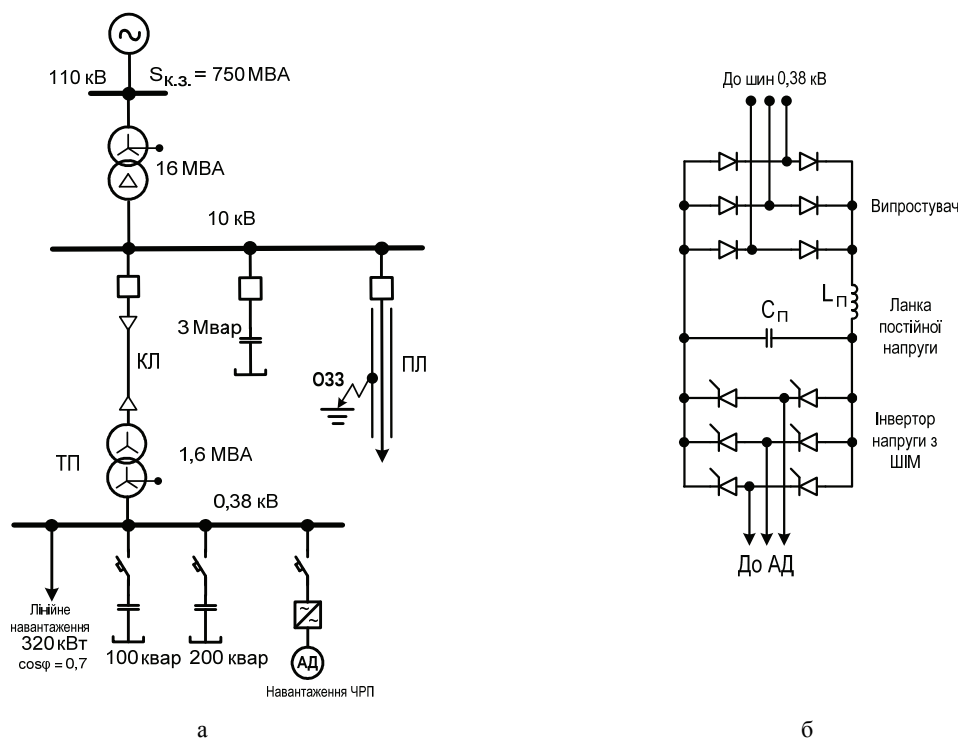 110 кВ
Sк.з. = 750 МВА
16 МВА
10 кВ
3 Мвар
КЛ
ОЗЗ
ПЛ
ТП
1,6 МВА
0,38 кВ
Лінійне
навантаження
320 кВт
cosφ = 0,7
100 квар
200 квар
АД
Навантаження ЧРП
а
До шин 0,38 кВ
Випростувач
Lп
Cп
Ланка
постійної
напруги
Інвертор
напруги з
ШІМ
До АД
б